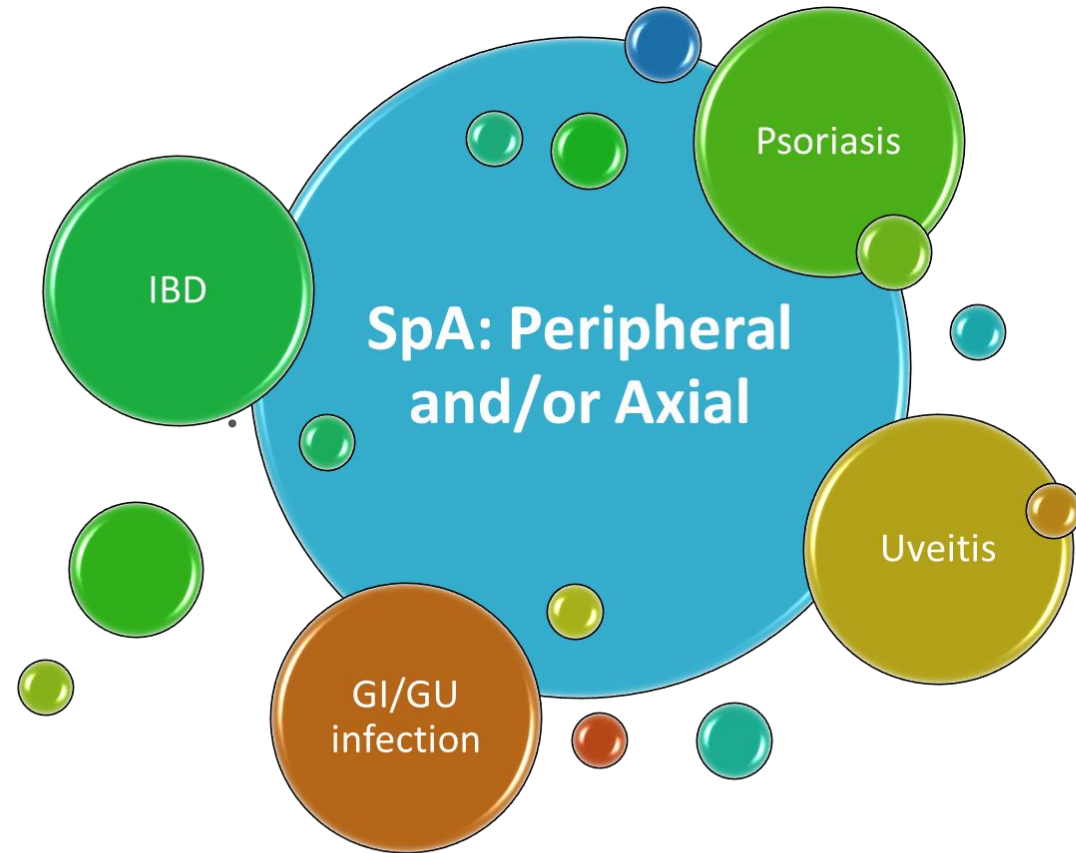 Psoriasis
IBD
SpA: Peripheral
and/or Axial
Uveitis
GI/GU
infection